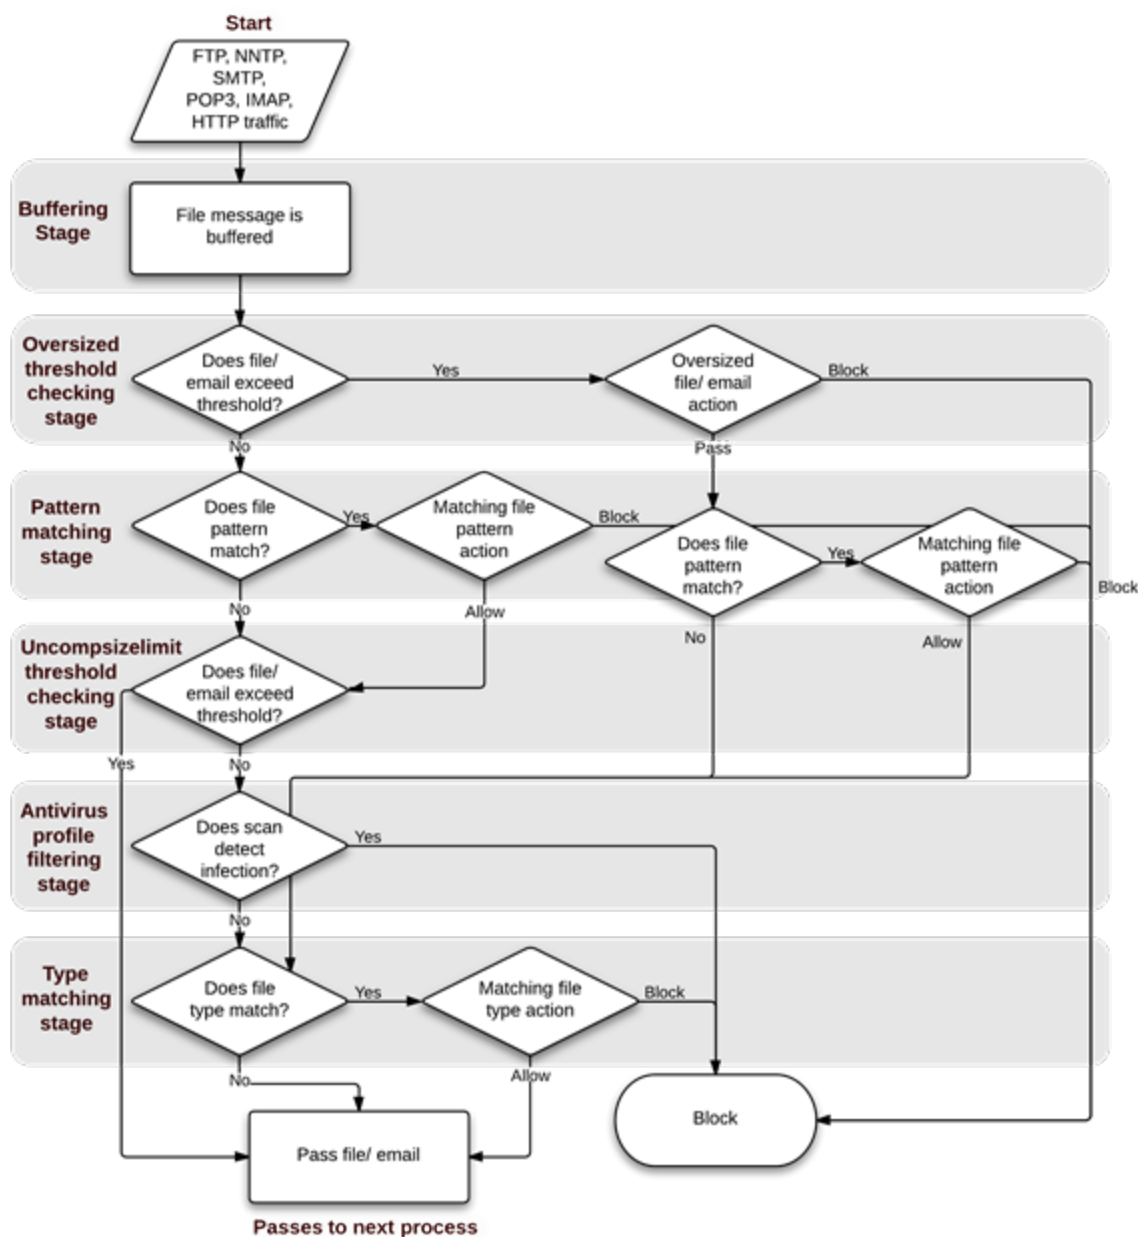 Start
FTP, NNTP,
SMTP,
POP3, IMAP,
HTTP traffic
Buffering
Stage
File message is
buffered
Oversized
threshold
checking
stage
Does file/
email exceed
threshold?
Yes
Oversized
file/ email
action
Block
No
Pass
Pattern
matching
stage
Does file
pattern
match?
Yes
Matching file
pattern
action
Block
Does file
pattern
match?
Yes
Matching file
pattern
action
Block
No
Allow
No
Allow
Uncompsizelimit
threshold
checking
stage
Does file/
email exceed
threshold?
Yes
No
Antivirus
profile
filtering
stage
Does scan
detect
infection?
Yes
No
Type
matching
stage
Does file
type match?
Yes
Matching file
type action
Block
No
Allow
Pass file/ email
Block
Passes to next process